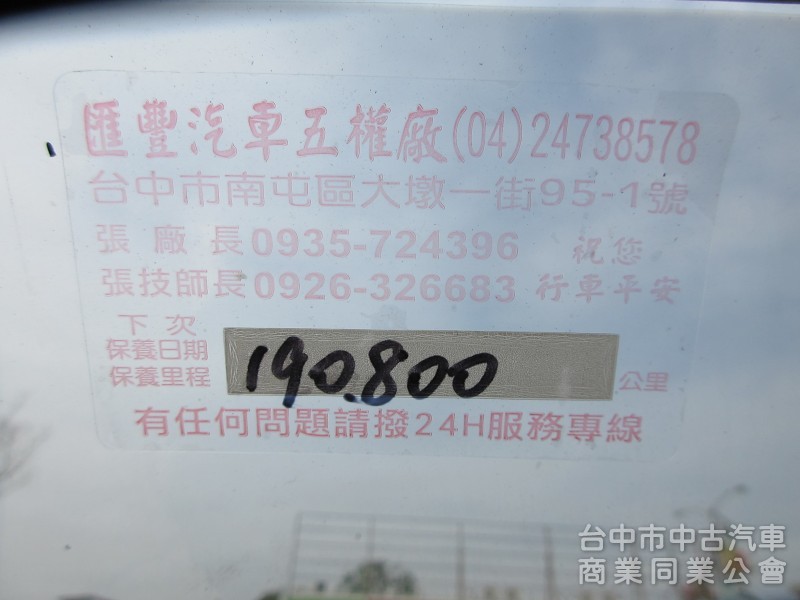 匯豐汽車五權廠(04)24738578
台中市南屯區大墩一街95-1號
張 廠 長0935-724396 祝您
張技師長0926-326683 行車平安
下 次
保養日期
保養里程 190.800 公里
有任何問題請撥24H服務專線
台中市中古汽車
商業同業公會